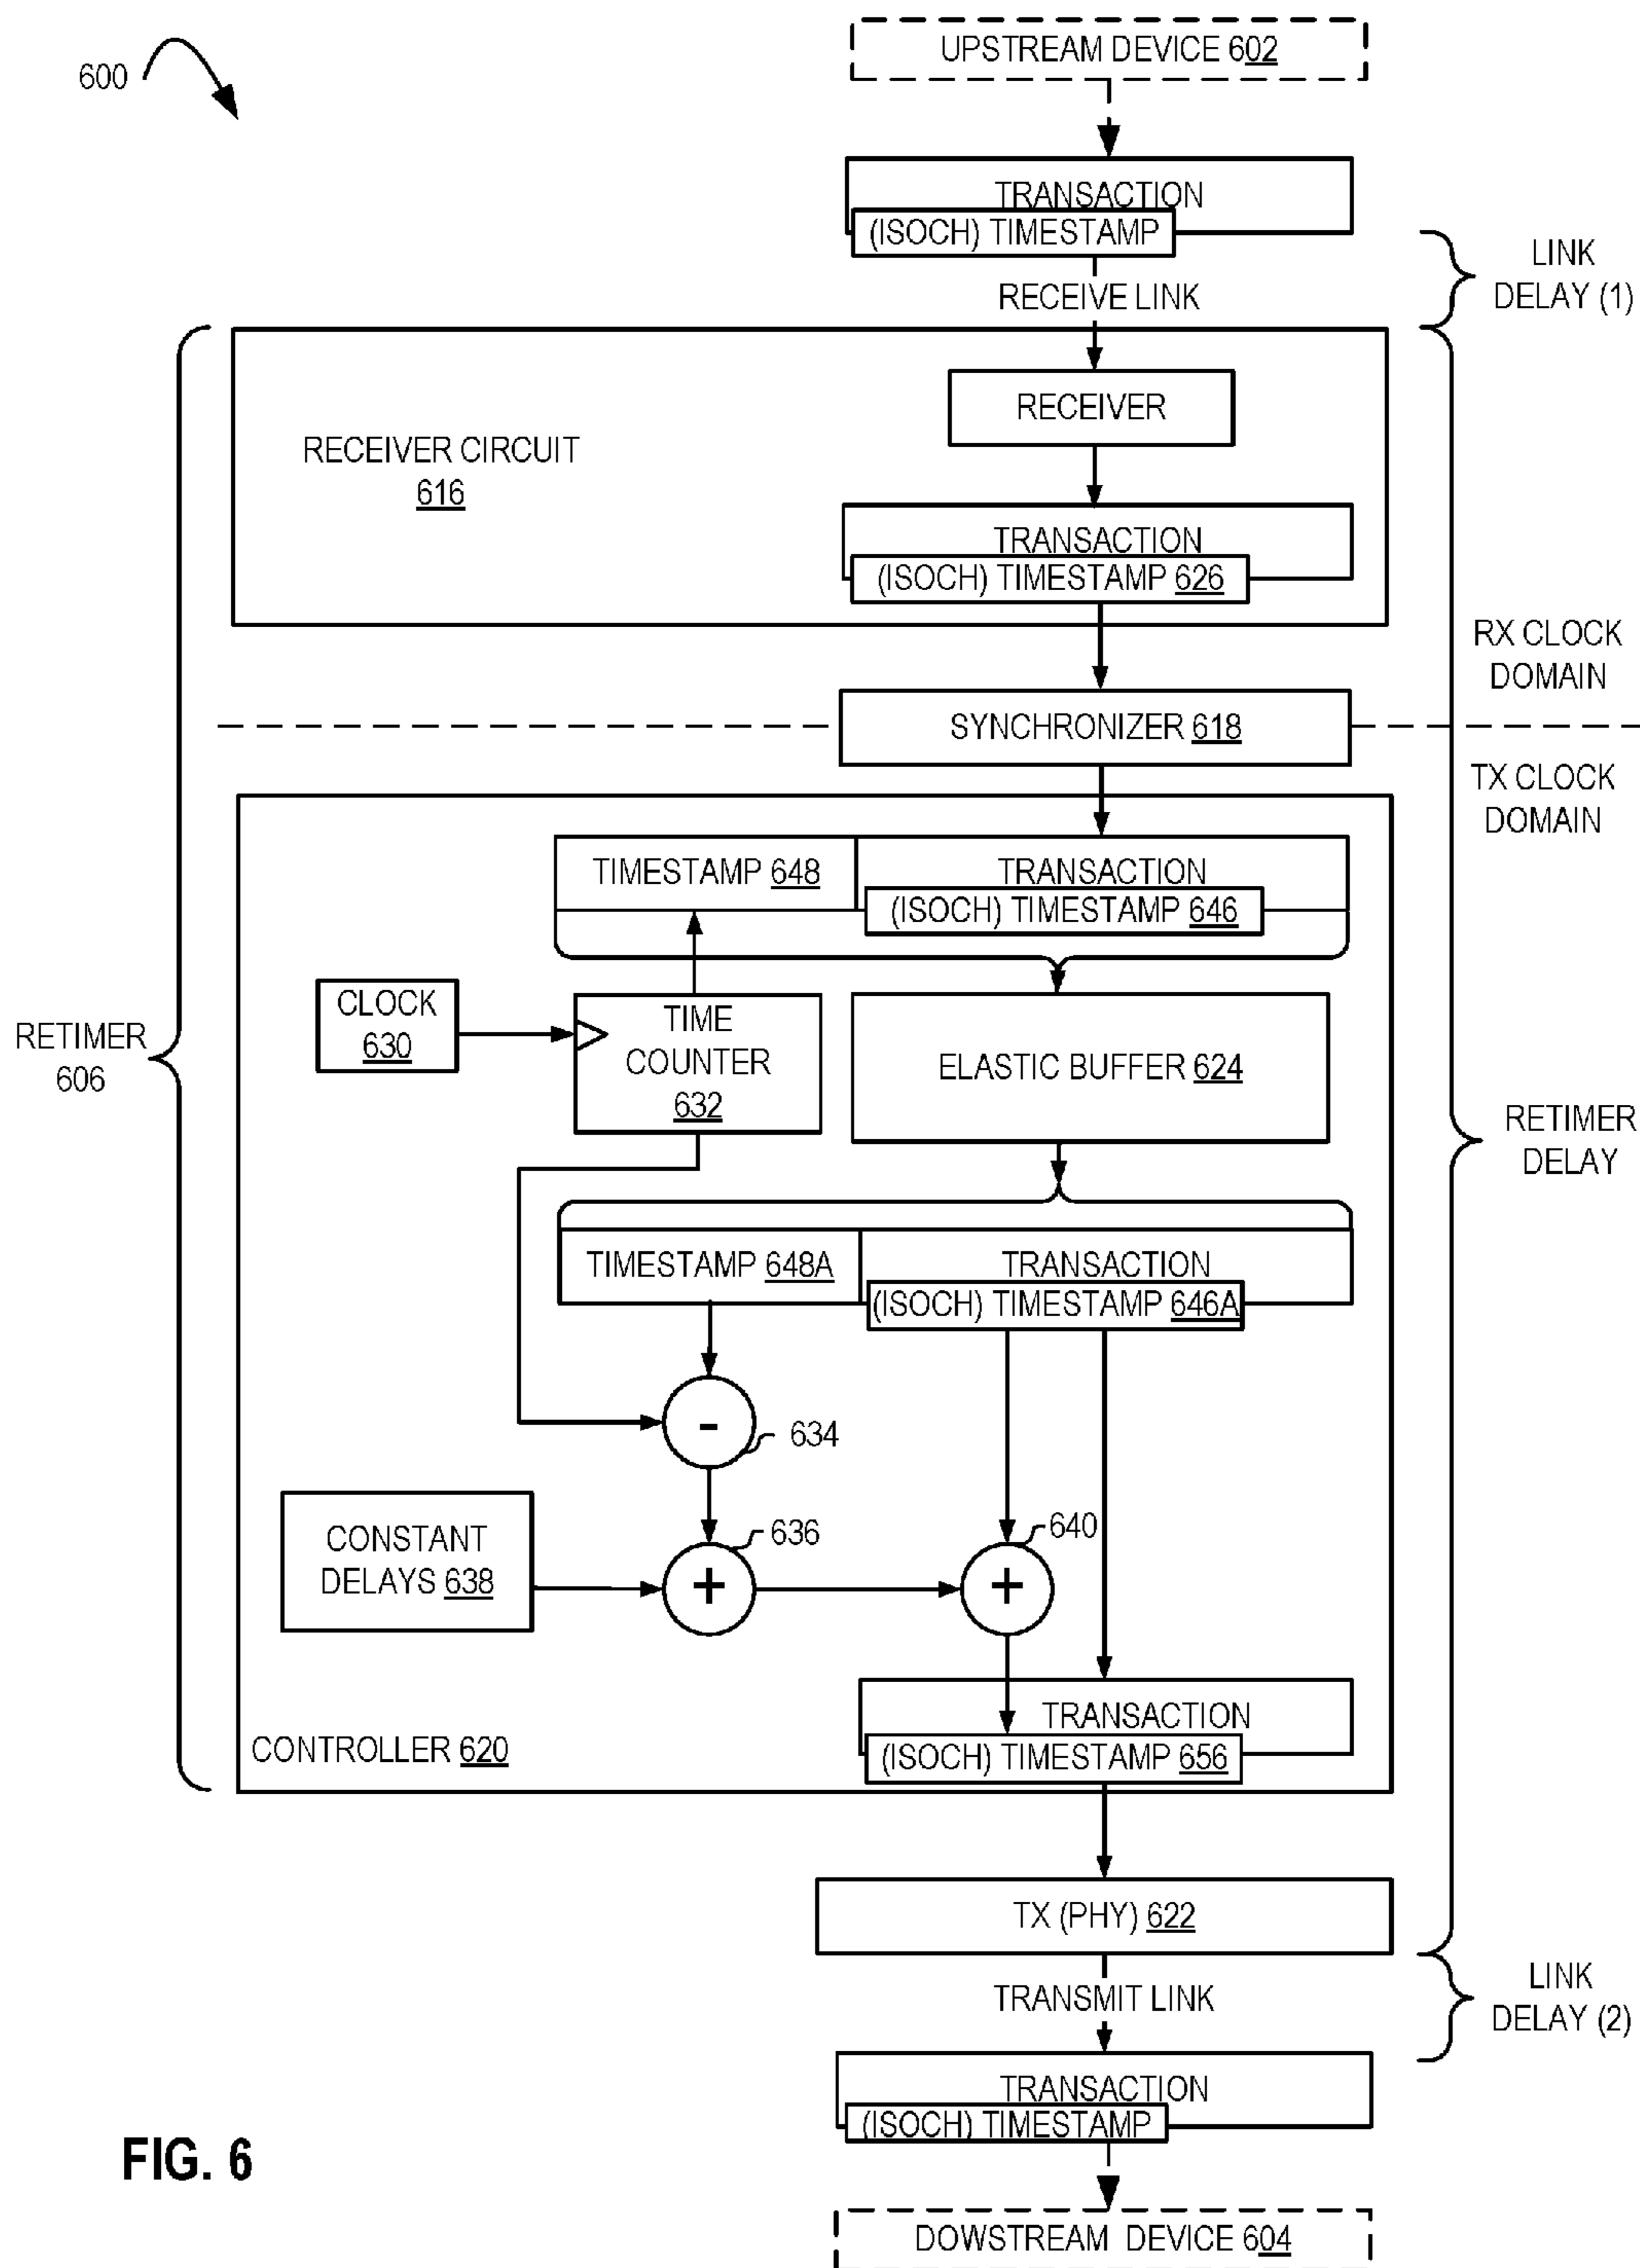 600
UPSTREAM DEVICE 602
TRANSACTION
(ISOCH) TIMESTAMP
LINK
DELAY (1)
RECEIVE LINK
RECEIVER
RECEIVER CIRCUIT
616
TRANSACTION
(ISOCH) TIMESTAMP 626
RX CLOCK
DOMAIN
SYNCHRONIZER 618
TX CLOCK
DOMAIN
TIMESTAMP 648
TRANSACTION
(ISOCH) TIMESTAMP 646
CLOCK
630
TIME
COUNTER
632
ELASTIC BUFFER 624
RETIMER
606
RETIMER
DELAY
TIMESTAMP 648A
TRANSACTION
(ISOCH) TIMESTAMP 646A
-
634
CONSTANT
DELAYS 638
636
+
640
+
TRANSACTION
(ISOCH) TIMESTAMP 656
CONTROLLER 620
TX (PHY) 622
TRANSMIT LINK
LINK
DELAY (2)
TRANSACTION
(ISOCH) TIMESTAMP
FIG. 6
DOWSTREAM DEVICE 604